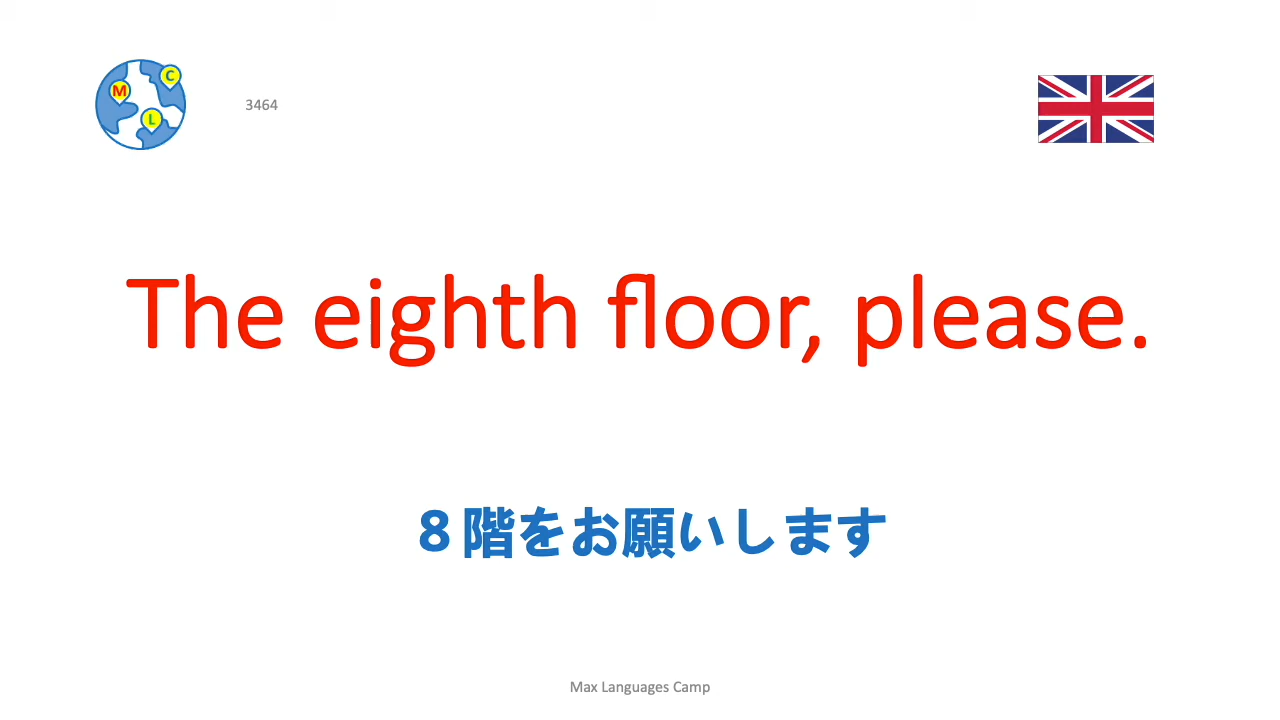 M
C
L
3464
The eighth floor, please.
８階をお願いします
Max Languages Camp